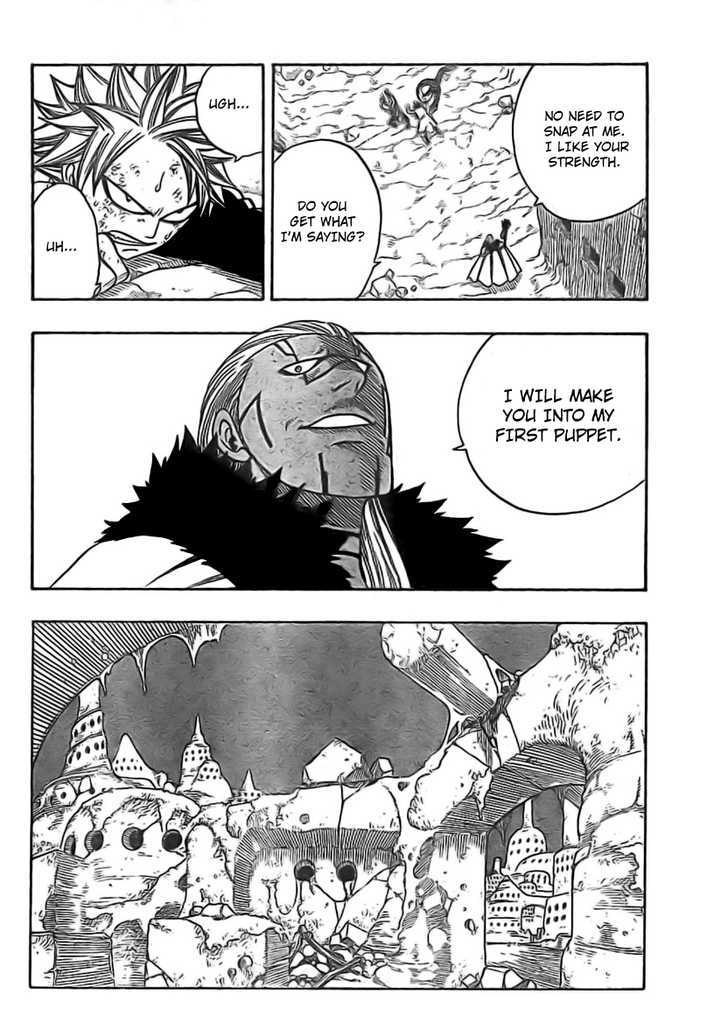 UGH...
UH...
NO NEED TO
SNAP AT ME.
I LIKE YOUR
STRENGTH.
DO YOU
GET WHAT
I'M SAYING?
I WILL MAKE
YOU INTO MY
FIRST PUPPET.